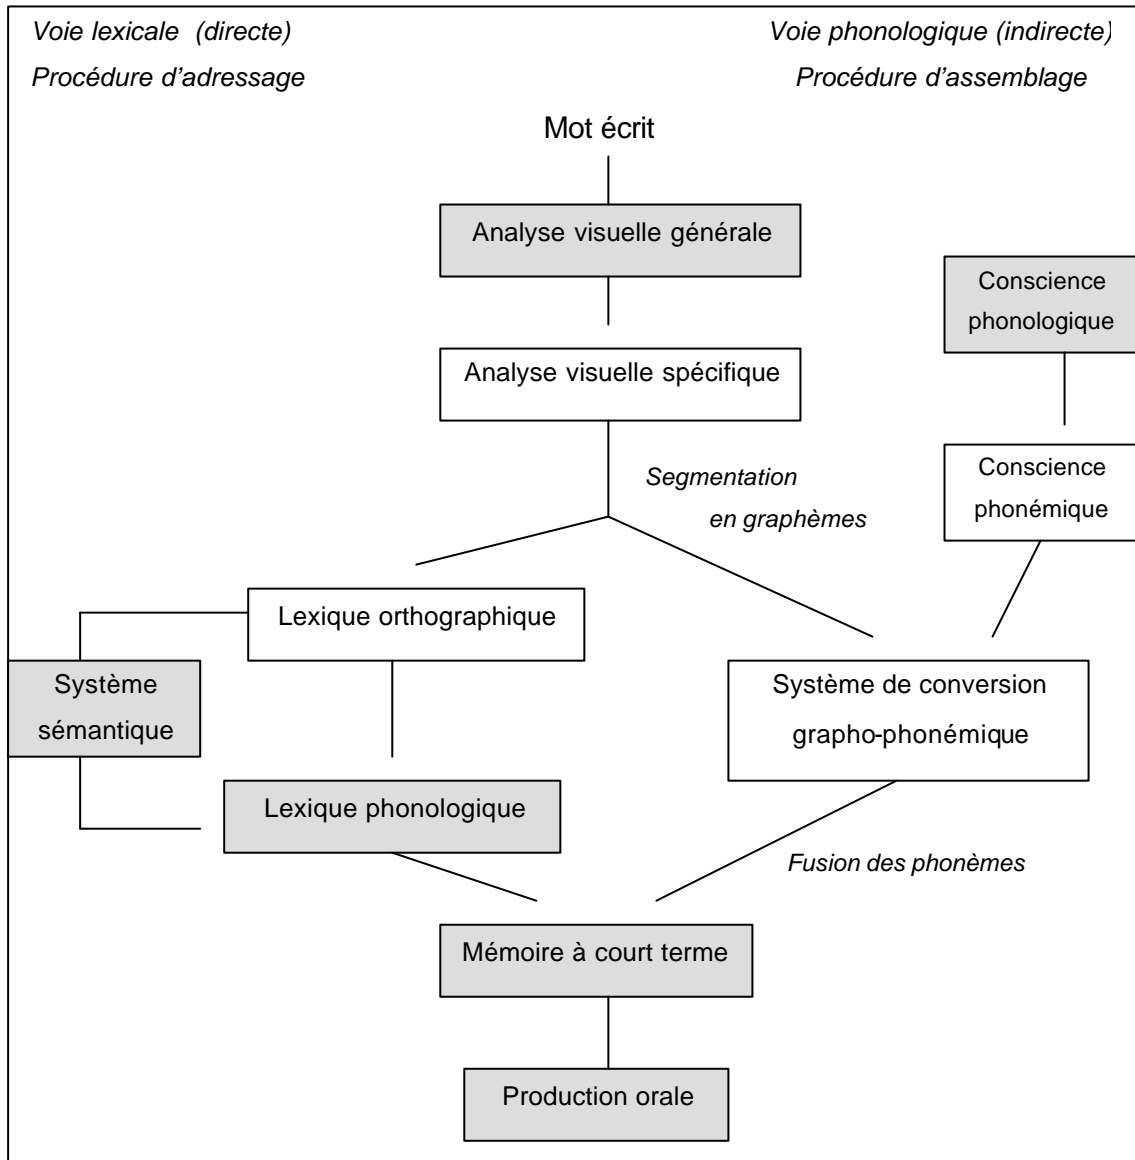 Voie lexicale (directe)
Procédure d'adressage
Voie phonologique (indirecte)
Procédure d'assemblage
Mot écrit
Analyse visuelle générale
Conscience
phonologique
Analyse visuelle spécifique
Conscience
phonémique
Segmentation
en graphèmes
Lexique orthographique
Système
sémantique
Système de conversion
grapho-phonémique
Lexique phonologique
Fusion des phonèmes
Mémoire à court terme
Production orale